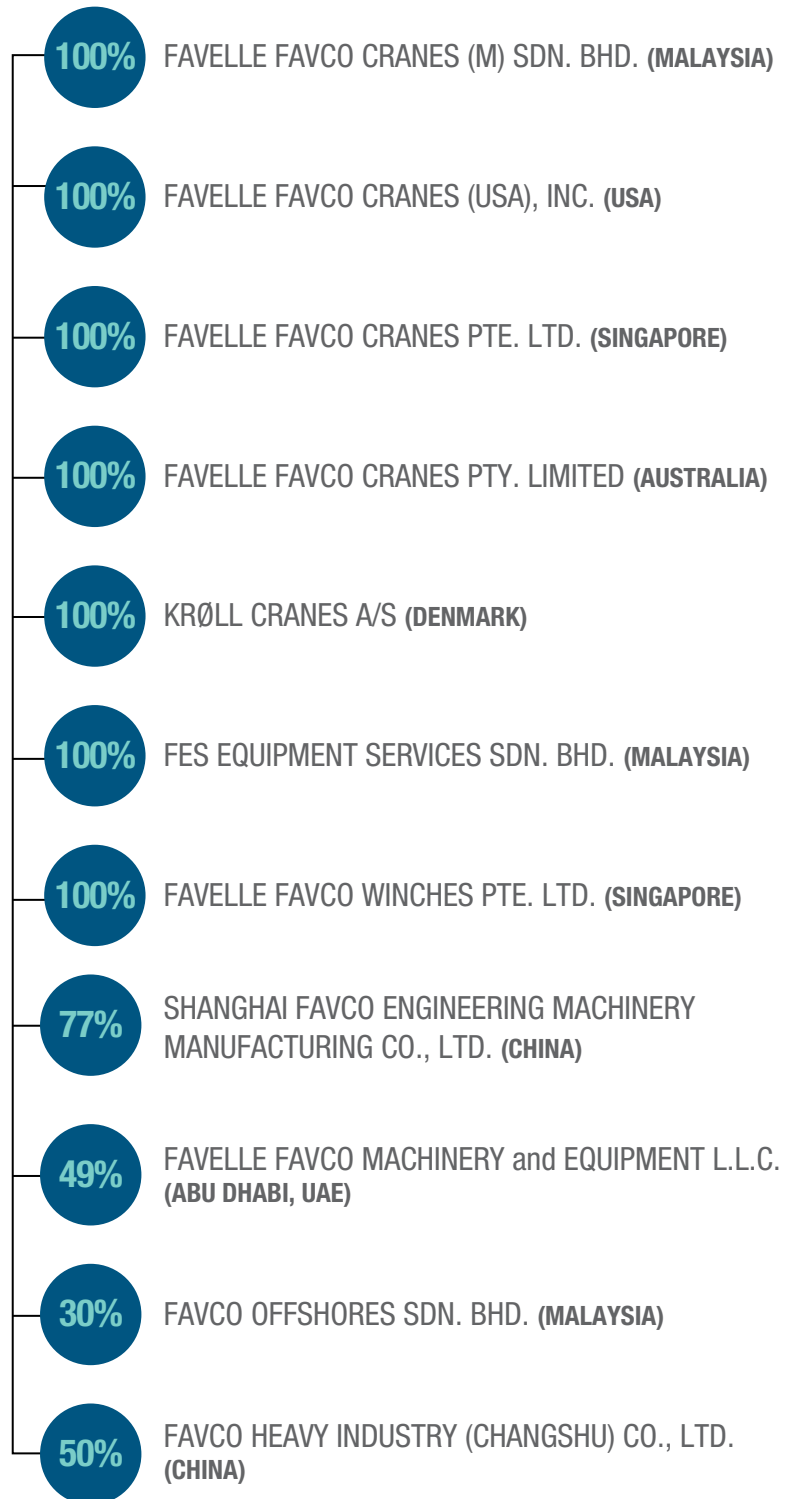 100% FAVELLE FAVCO CRANES (M) SDN. BHD. (MALAYSIA)
100% FAVELLE FAVCO CRANES (USA), INC. (USA)
100% FAVELLE FAVCO CRANES PTE. LTD. (SINGAPORE)
100% FAVELLE FAVCO CRANES PTY. LIMITED (AUSTRALIA)
100% KRØLL CRANES A/S (DENMARK)
100% FES EQUIPMENT SERVICES SDN. BHD. (MALAYSIA)
100% FAVELLE FAVCO WINCHES PTE. LTD. (SINGAPORE)
77% SHANGHAI FAVCO ENGINEERING MACHINERY
MANUFACTURING CO., LTD. (CHINA)
49% FAVELLE FAVCO MACHINERY and EQUIPMENT L.L.C.
(ABU DHABI, UAE)
30% FAVCO OFFSHORES SDN. BHD. (MALAYSIA)
50% FAVCO HEAVY INDUSTRY (CHANGSHU) CO., LTD.
(CHINA)